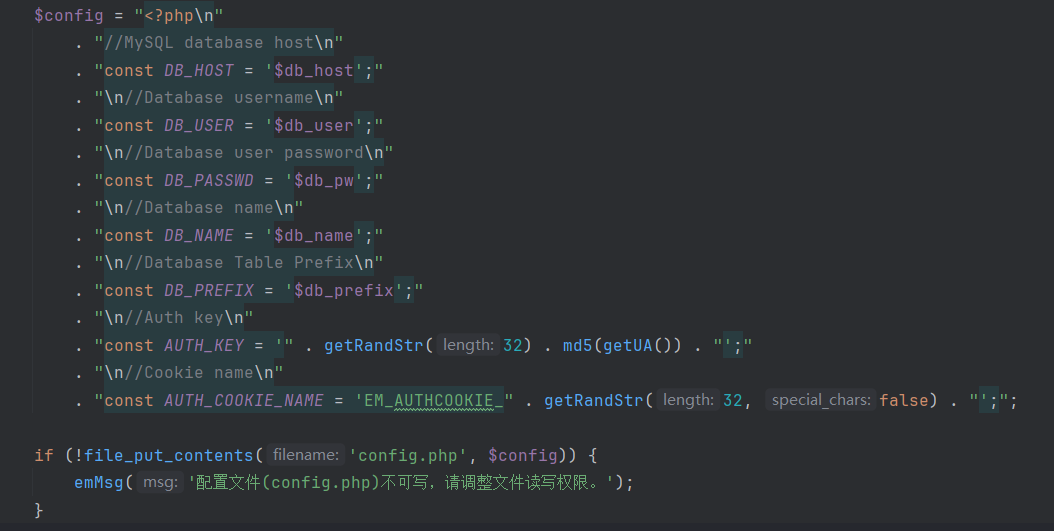 $config = "<?php\n"
. "//MySQL database host\n"
. "const DB_HOST = '$db_host';"
. "\n//Database username\n"
. "const DB_USER = '$db_user';"
. "\n//Database user password\n"
. "const DB_PASSWD = '$db_pw';"
. "\n//Database name\n"
. "const DB_NAME = '$db_name';"
. "\n//Database Table Prefix\n"
. "const DB_PREFIX = '$db_prefix';"
. "\n//Auth key\n"
. "const AUTH_KEY = '" . getRandStr( length: 32) . md5(getUA()) . "';"
. "\n//Cookie name\n"
. "const AUTH_COOKIE_NAME = 'EM_AUTHCOOKIE_" . getRandStr( length: 32, special_chars: false) . "';";
if (!file_put_contents( filename: 'config.php', $config)) {
emMsg( msg: '配置文件(config.php)不可写，请调整文件读写权限。');
}